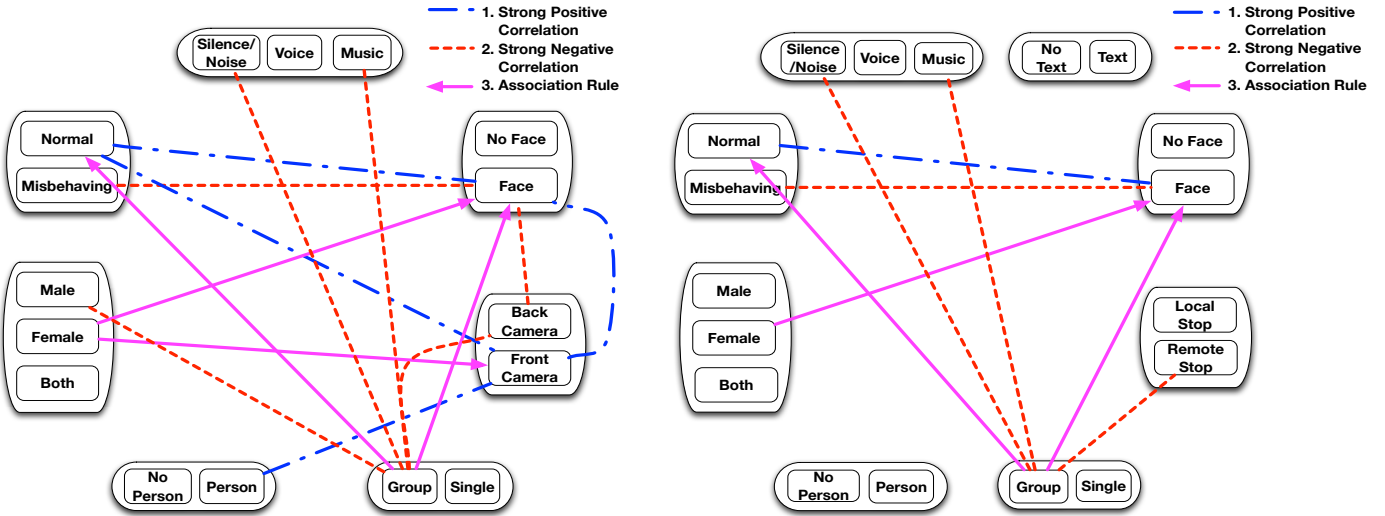 1. Strong Positive
Correlation
2. Strong Negative
Correlation
3. Association Rule
Silence/
Noise
Voice
Music
Normal
Misbehaving
No Face
Face
Male
Female
Both
Back
Camera
Front
Camera
No
Person
Person
Group
Single
1. Strong Positive
Correlation
2. Strong Negative
Correlation
3. Association Rule
Silence
/Noise
Voice
Music
No
Text
Text
Normal
Misbehaving
No Face
Face
Male
Female
Both
Local
Stop
Remote
Stop
No
Person
Person
Group
Single